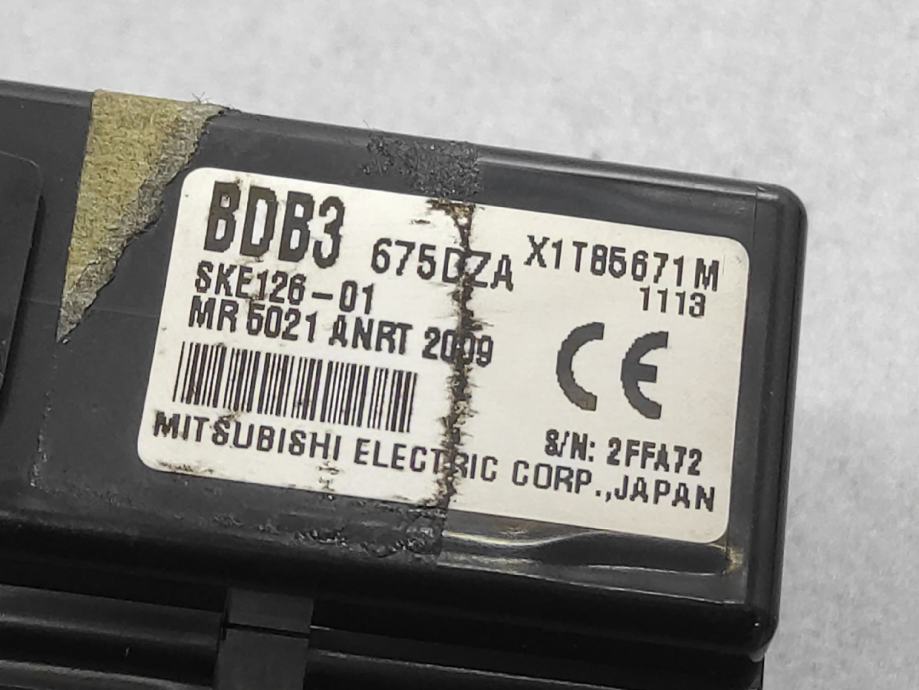 BDB3 675DZA X1T85671M
SKE126-01 1113
MR 5021 ANRT 2009
CE
S/N: 2FFA72
MITSUBISHI ELECTRIC CORP.,JAPAN